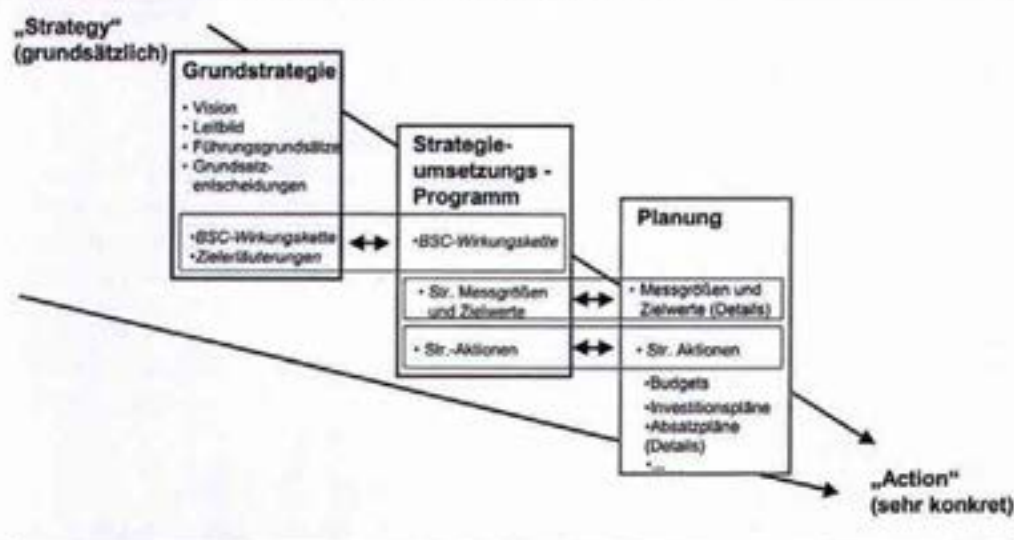 „Strategy"
(grundsätzlich)
Grundstrategie
• Vision
• Leitbild
• Führungsgrundsätze
• Grundsatz-
entscheidungen
•BSC-Wirkungskette
•Zielerläuterungen
Strategie-
umsetzungs -
Programm
•BSC-Wirkungskette
• Str. Messgrößen
und Zielwerte
• Str.-Aktionen
Planung
• Messgrößen und
Zielwerte (Details)
• Str. Aktionen
•Budgets
•Investitionspläne
•Absatzpläne
(Details)
•...
„Action"
(sehr konkret)